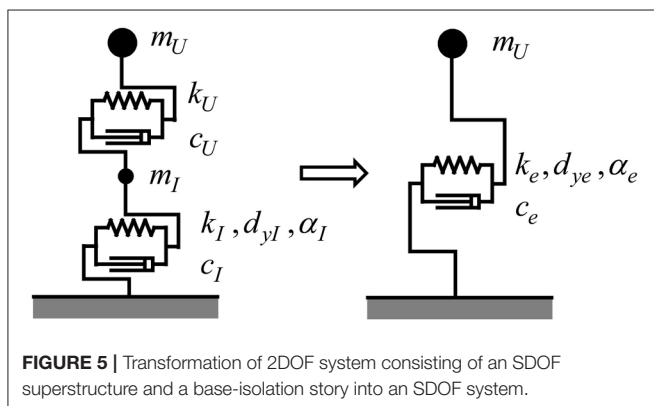 m_U
k_U
c_U
m_I
k_I, d_yI, α_I
c_I
m_U
k_e, d_ye, α_e
c_e
FIGURE 5 | Transformation of 2DOF system consisting of an SDOF
superstructure and a base-isolation story into an SDOF system.